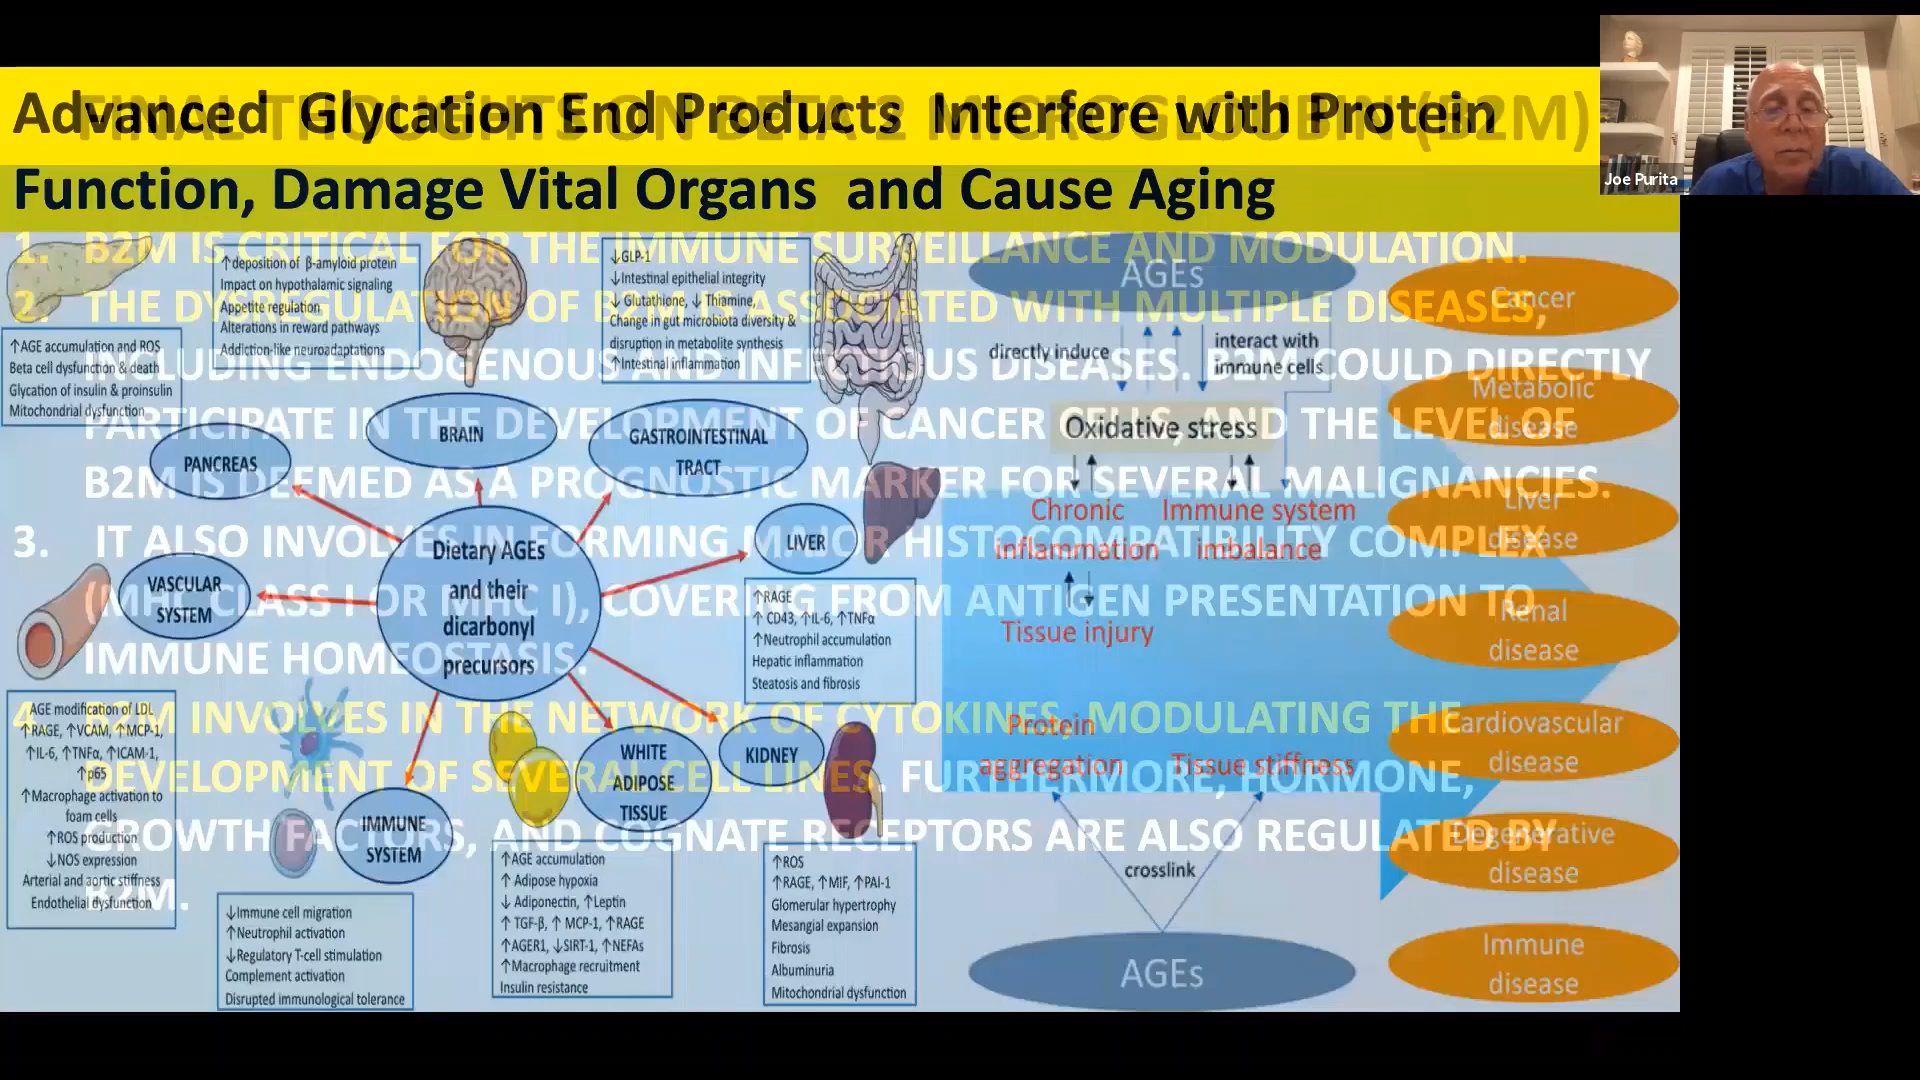 Advanced Glycation End Products Interfere with Protein
Function, Damage Vital Organs and Cause Aging
FINAL THOUGHTS ON BETA 2 MICROGLOUBIN (B2M)
Joe Purita
1. B2M IS CRITICAL FOR THE IMMUNE SURVEILLANCE AND MODULATION.
2. THE DYSREGULATION OF B2M IS ASSOCIATED WITH MULTIPLE DISEASES,
INCLUDING ENDOGENOUS AND INFECTIOUS DISEASES. B2M COULD DIRECTLY
PARTICIPATE IN THE DEVELOPMENT OF CANCER CELLS, AND THE LEVEL OF
B2M IS DEEMED AS A PROGNOSTIC MARKER FOR SEVERAL MALIGNANCIES.
3. IT ALSO INVOLVES IN FORMING MAJOR HISTOCOMPATIBILITY COMPLEX
(MHC CLASS I OR MHC I), COVERING FROM ANTIGEN PRESENTATION TO
IMMUNE HOMEOSTASIS.
4. B2M INVOLVES IN THE NETWORK OF CYTOKINES, MODULATING THE
DEVELOPMENT OF SEVERAL CELL LINES. FURTHERMORE, HORMONE,
GROWTH FACTORS, AND COGNATE RECEPTORS ARE ALSO REGULATED BY
B2M.
↑AGE accumulation and ROS
Beta cell dysfunction & death
Glycation of insulin & proinsulin
Mitochondrial dysfunction
PANCREAS
↑deposition of β-amyloid protein
Impact on hypothalamic signaling
Appetite regulation
Alterations in reward pathways
Addiction-like neuroadaptations
BRAIN
↓GLP-1
↓Intestinal epithelial integrity
↓ Glutathione, ↓ Thiamine,
Change in gut microbiota diversity &
disruption in metabolite synthesis
↑Intestinal inflammation
GASTROINTESTINAL
TRACT
LIVER
↑RAGE
↑ CD43, ↑IL-6, ↑TNFα
↑Neutrophil accumulation
Hepatic inflammation
Steatosis and fibrosis
Dietary AGEs
and their
dicarbonyl
precursors
VASCULAR
SYSTEM
AGE modification of LDL
↑RAGE, ↑VCAM, ↑MCP-1,
↑IL-6, ↑TNFα, ↑ICAM-1,
↑p65
↑Macrophage activation to
foam cells
↑ROS production
↓NOS expression
Arterial and aortic stiffness
Endothelial dysfunction
IMMUNE
SYSTEM
↓Immune cell migration
↑Neutrophil activation
↓Regulatory T-cell stimulation
Complement activation
Disrupted immunological tolerance
WHITE
ADIPOSE
TISSUE
↑AGE accumulation
↑ Adipose hypoxia
↓ Adiponectin, ↑Leptin
↑ TGF-β, ↑ MCP-1, ↑RAGE
↑AGER1, ↓SIRT-1, ↑NEFAs
↑Macrophage recruitment
Insulin resistance
KIDNEY
↑ROS
↑RAGE, ↑MIF, ↑PAI-1
Glomerular hypertrophy
Mesangial expansion
Fibrosis
Albuminuria
Mitochondrial dysfunction
AGEs
directly induce
interact with
immune cells
Oxidative stress
Chronic
inflammation
Immune system
imbalance
Tissue injury
Protein
aggregation
Tissue stiffness
crosslink
AGEs
Cancer
Metabolic
disease
Liver
disease
Renal
disease
Cardiovascular
disease
Degenerative
disease
Immune
disease